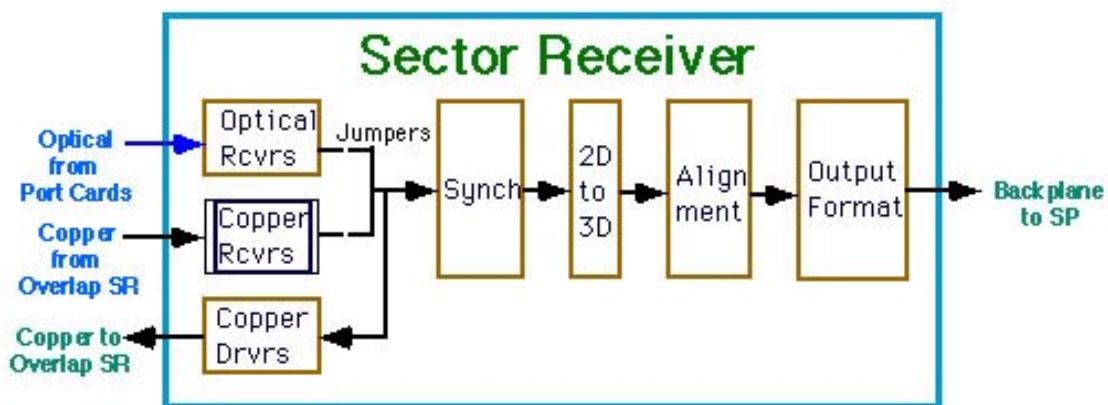 Sector Receiver
Optical
from
Port Cards
Optical
Rcvrs
Jumpers
Copper
from
Overlap SR
Copper
Rcvrs
Copper to
Overlap SR
Copper
Drvrs
Synch
2D
to
3D
Align
ment
Output
Format
Backplane
to SP